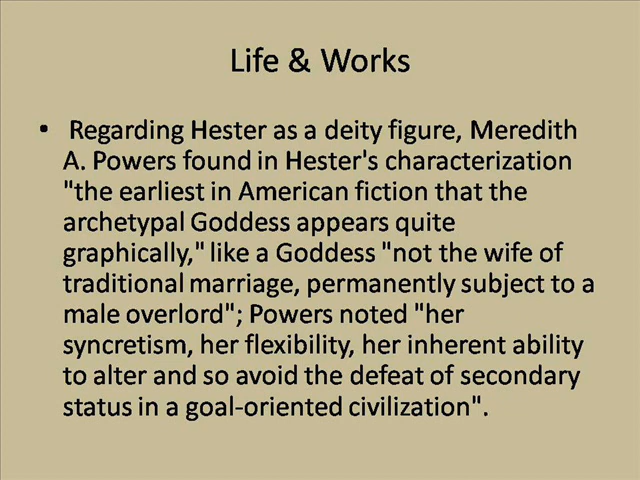 Life & Works
• Regarding Hester as a deity figure, Meredith
A. Powers found in Hester's characterization
"the earliest in American fiction that the
archetypal Goddess appears quite
graphically," like a Goddess "not the wife of
traditional marriage, permanently subject to a
male overlord"; Powers noted "her
syncretism, her flexibility, her inherent ability
to alter and so avoid the defeat of secondary
status in a goal-oriented civilization".